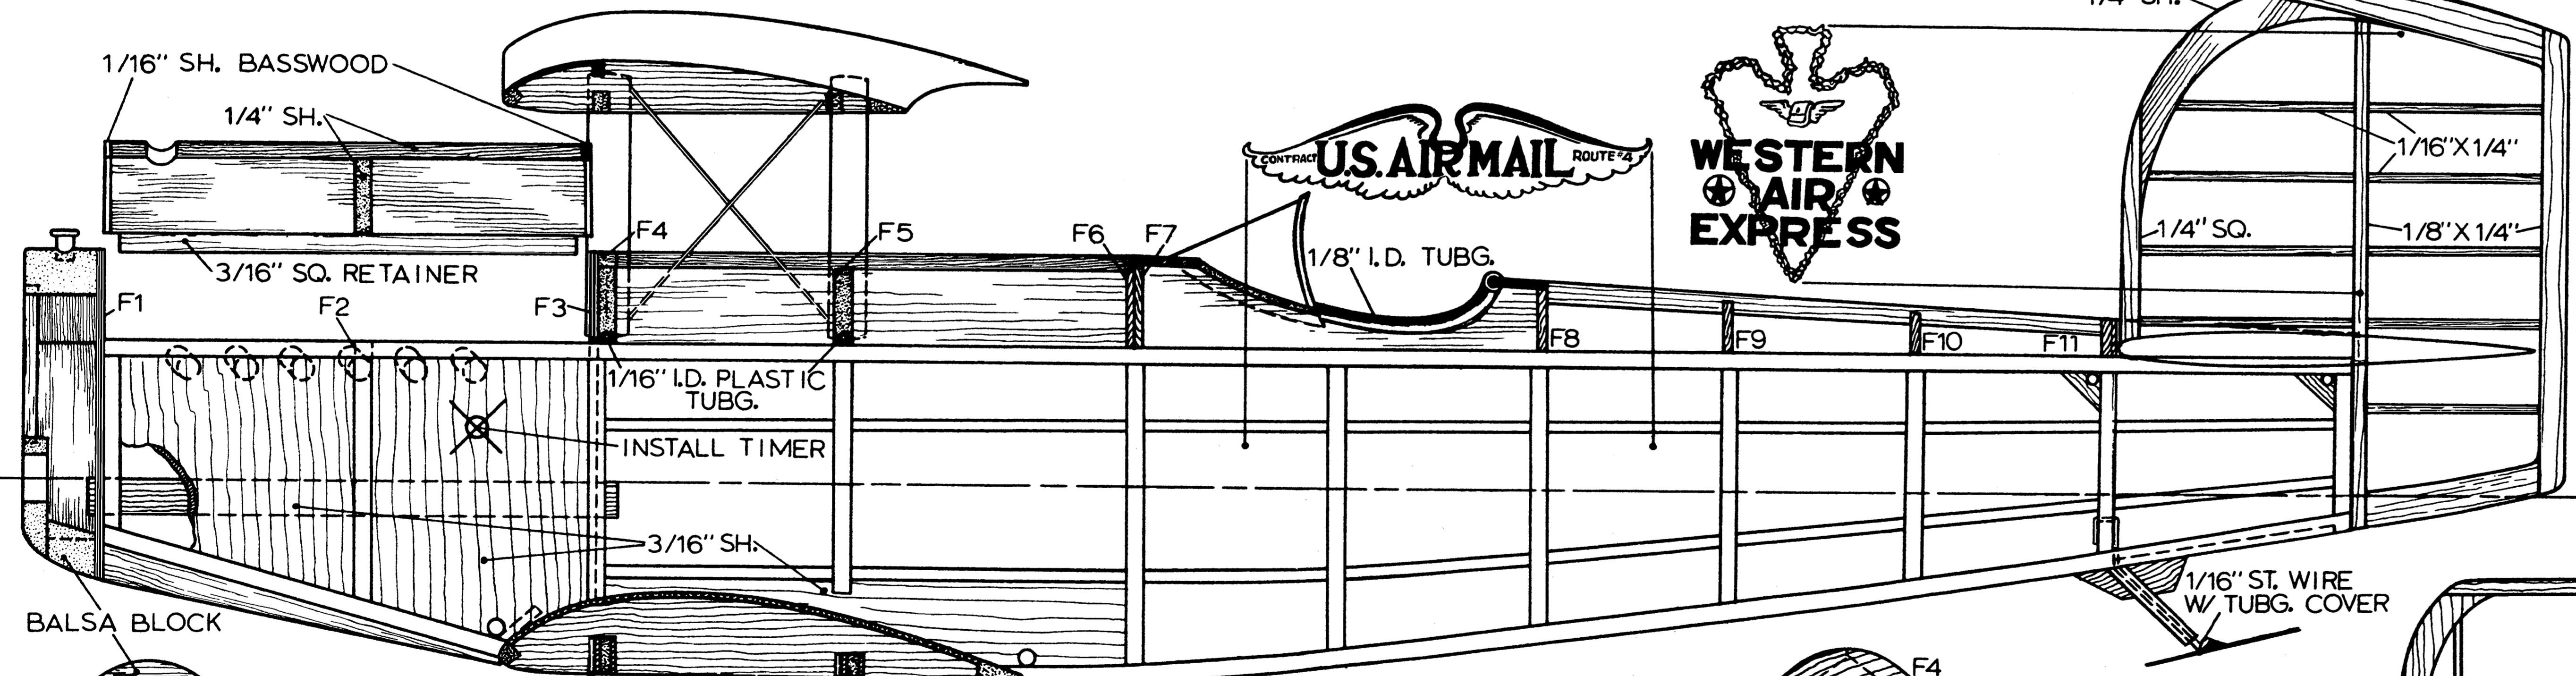 1/4" SH.
1/16" SH. BASSWOOD
1/4" SH.
CONTRACT U.S. AIR MAIL ROUTE #4
WESTERN
AIR
EXPRESS
1/16" X 1/4"
F4
F5
F6
F7
1/4" SQ.
1/8" X 1/4"
3/16" SQ. RETAINER
1/8" I.D. TUBG.
F1
F2
F3
F8
F9
F10
F11
1/16" I.D. PLASTIC
TUBG.
INSTALL TIMER
3/16" SH.
1/16" ST. WIRE
W/ TUBG. COVER
BALSA BLOCK
F4